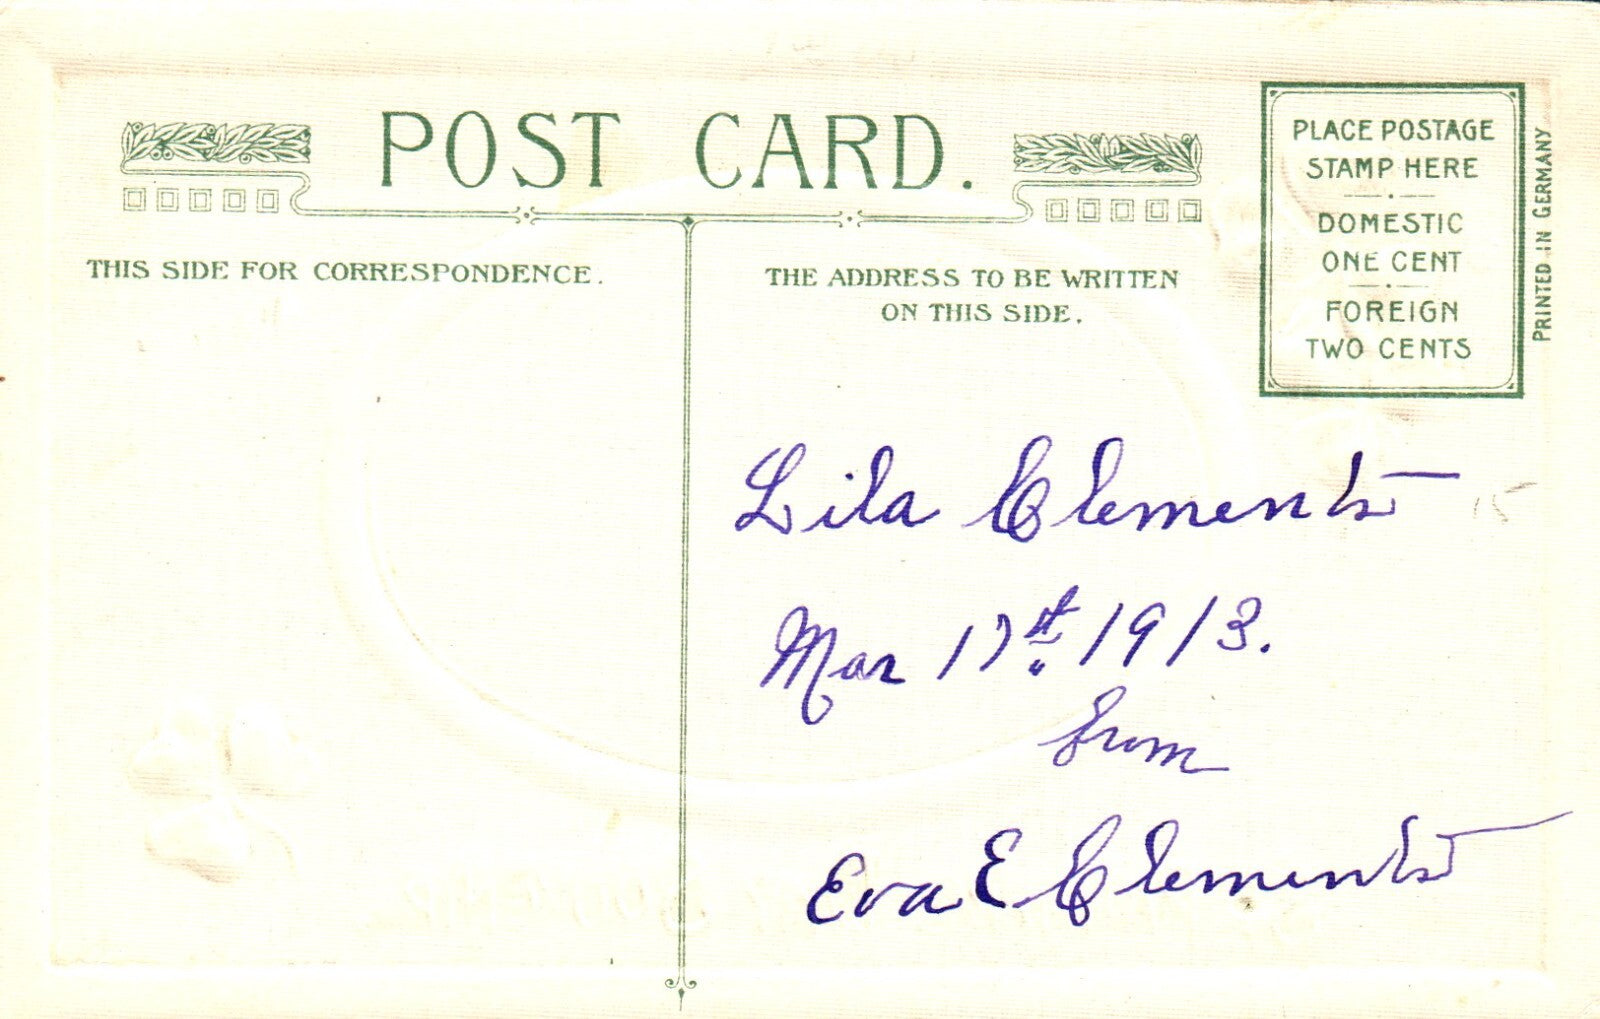 POST CARD.
THIS SIDE FOR CORRESPONDENCE.
THE ADDRESS TO BE WRITTEN
ON THIS SIDE.
PLACE POSTAGE
STAMP HERE
DOMESTIC
ONE CENT
FOREIGN
TWO CENTS
PRINTED IN GERMANY
Lila Clements
15
Mar 17th 1913.
from
Eva E Clements